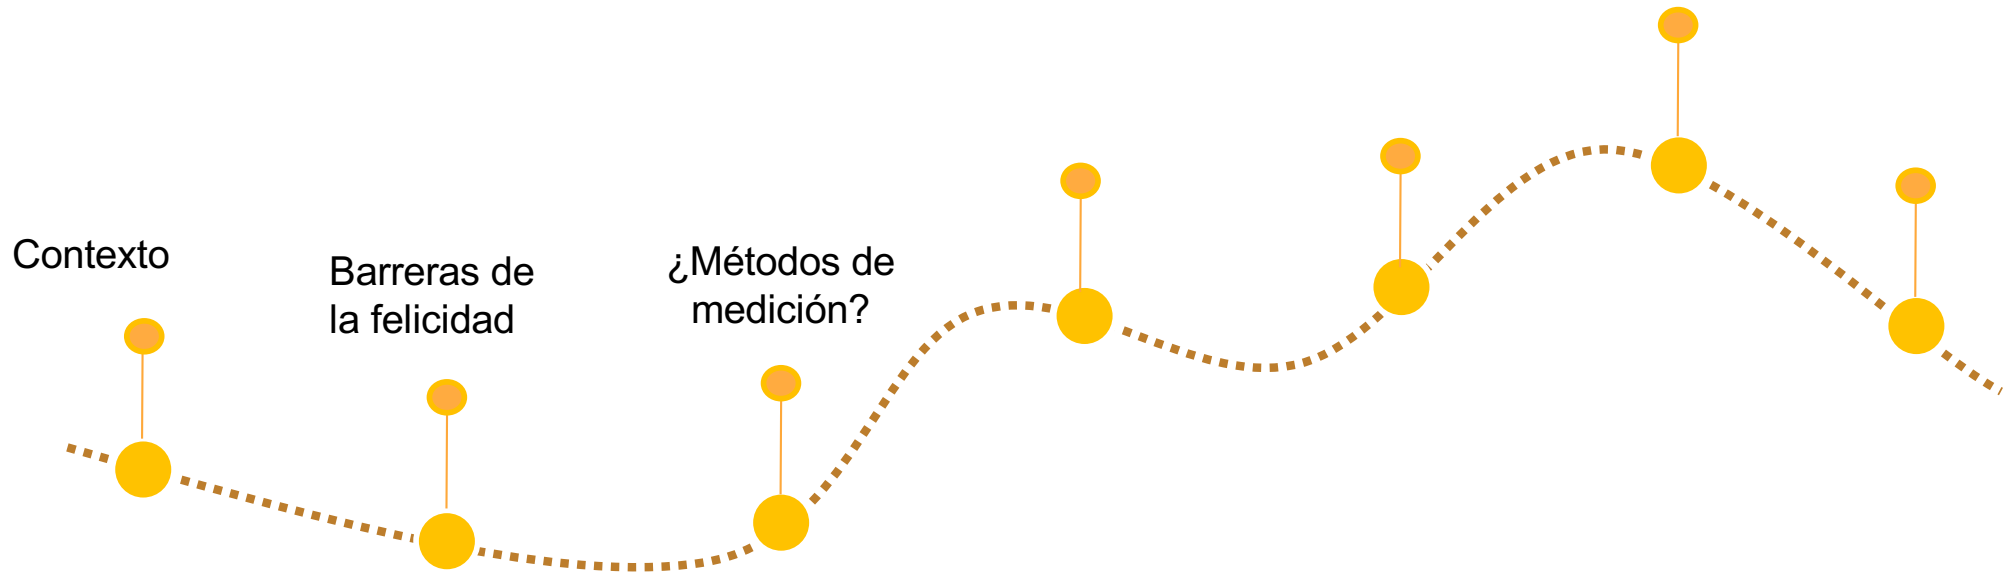 Contexto
Barreras de
la felicidad
¿Métodos de
medición?